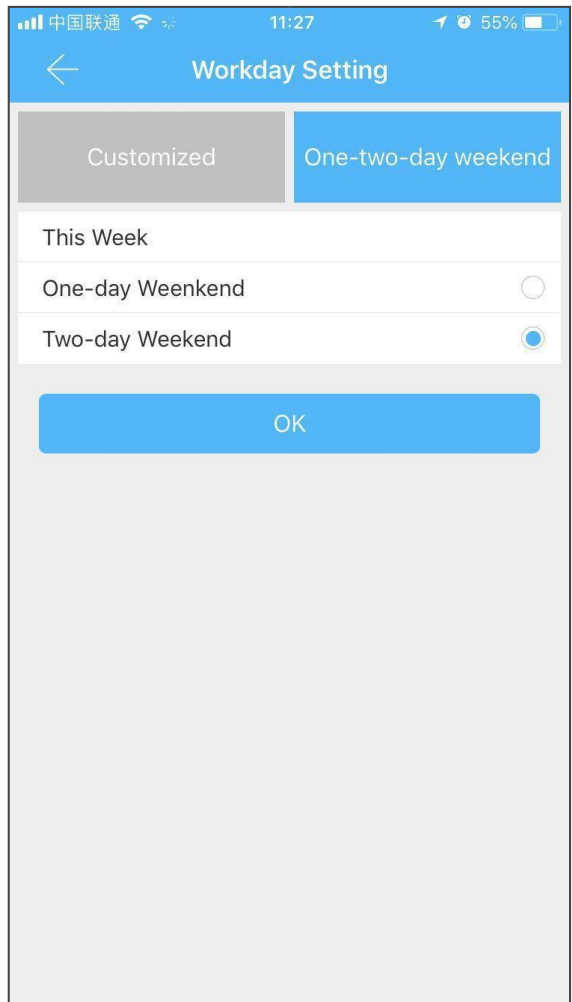 中国联通 11:27 55%
Workday Setting
Customized One-two-day weekend
This Week
One-day Weenkend
Two-day Weekend
OK